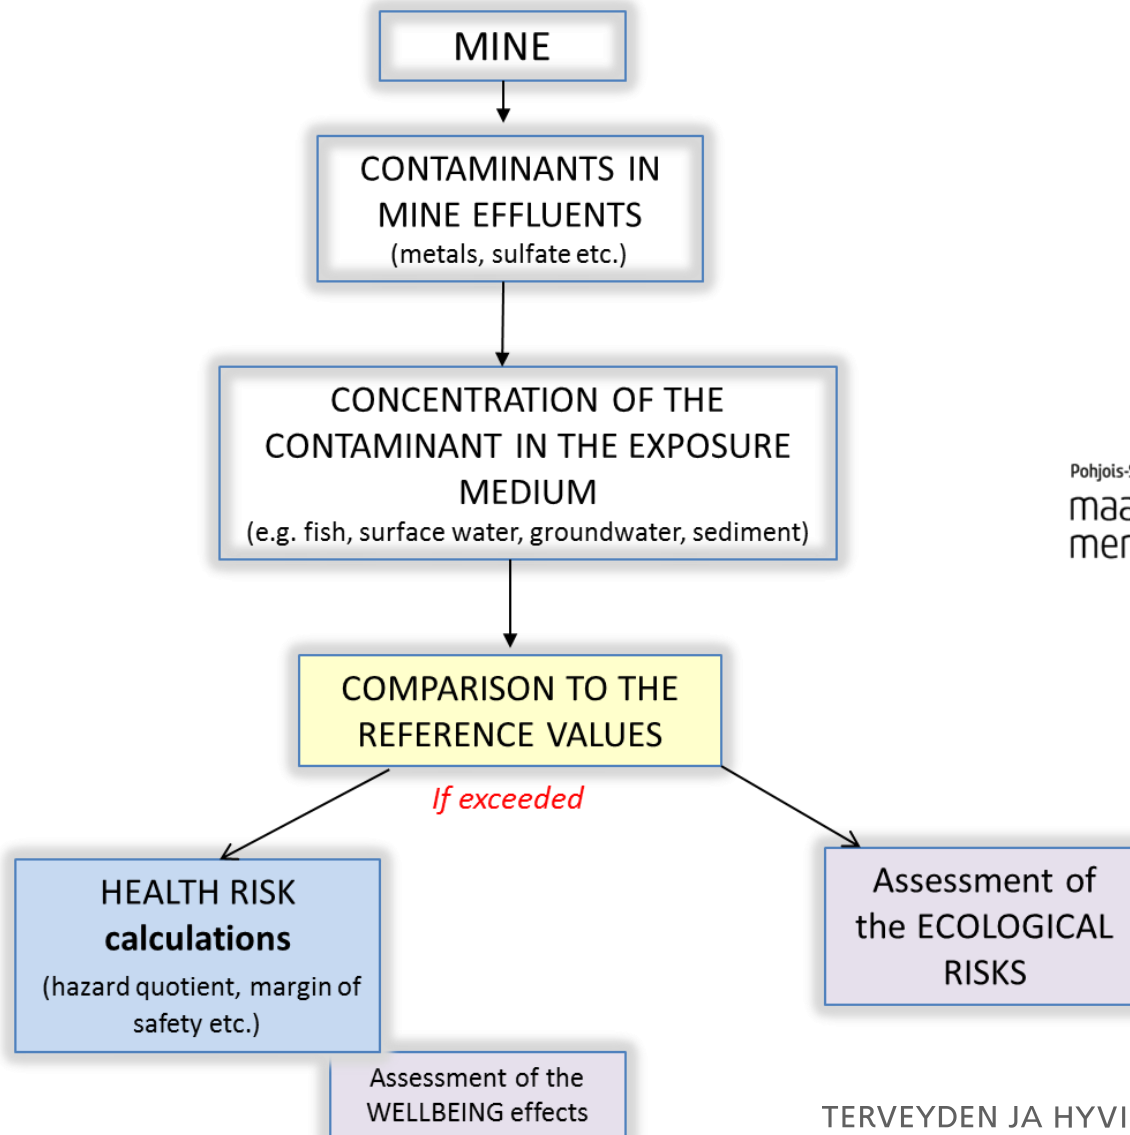 MINE
CONTAMINANTS IN
MINE EFFLUENTS
(metals, sulfate etc.)
CONCENTRATION OF THE
CONTAMINANT IN THE EXPOSURE
MEDIUM
(e.g. fish, surface water, groundwater, sediment)
Pohjois-
maa
COMPARISON TO THE
REFERENCE VALUES
If exceeded
HEALTH RISK
calculations
(hazard quotient, margin of
safety etc.)
Assessment of
the ECOLOGICAL
RISKS
Assessment of the
WELLBEING effects
TERVEYDEN JA HYVI